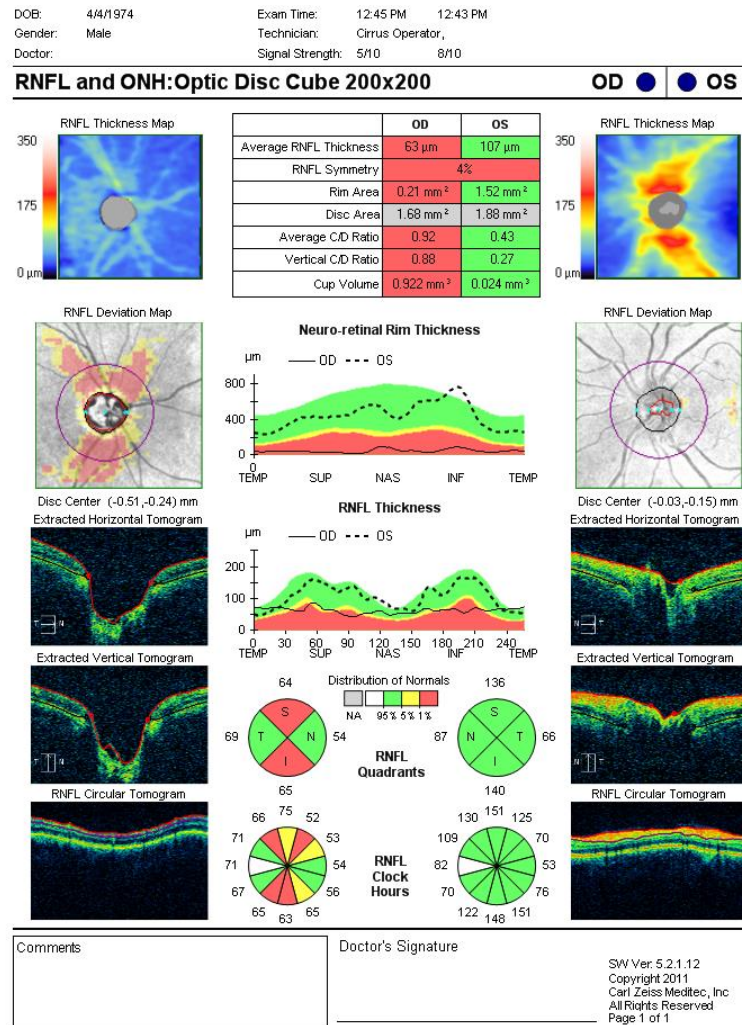 DOB: 4/4/1974 Exam Time: 12:45 PM 12:43 PM
Gender: Male Technician: Cirrus Operator,
Doctor: Signal Strength: 5/10 8/10
RNFL and ONH:Optic Disc Cube 200x200 OD OS
RNFL Thickness Map
350
175
0 µm
OD OS
Average RNFL Thickness 63 µm 107 µm
RNFL Symmetry 4%
Rim Area 0.21 mm² 1.52 mm²
Disc Area 1.68 mm² 1.88 mm²
Average C/D Ratio 0.92 0.43
Vertical C/D Ratio 0.88 0.27
Cup Volume 0.922 mm³ 0.024 mm³
RNFL Thickness Map
350
175
0 µm
RNFL Deviation Map
Disc Center (-0.51,-0.24) mm
Neuro-retinal Rim Thickness
µm OD OS
800
400
0
0
TEMP SUP NAS INF TEMP
RNFL Deviation Map
Disc Center (-0.03,-0.15) mm
Extracted Horizontal Tomogram
T N
RNFL Thickness
µm OD OS
200
100
0
0 30 60 90 120 150 180 210 240
TEMP SUP NAS INF TEMP
Extracted Horizontal Tomogram
T N
Extracted Vertical Tomogram
N
Extracted Vertical Tomogram
N
Distribution of Normals
NA 95% 5% 1%
64
S
69 T N 54
I
65
RNFL
Quadrants
136
S
87 N T 66
I
140
RNFL Circular Tomogram
RNFL Circular Tomogram
75
66 52
71 53
71 54
67 56
65 65
63
RNFL
Clock
Hours
151
130 125
109 70
82 53
70 76
122 151
148
Comments
Doctor's Signature
SW Ver: 5.2.1.12
Copyright 2011
Carl Zeiss Meditec, Inc
All Rights Reserved
Page 1 of 1